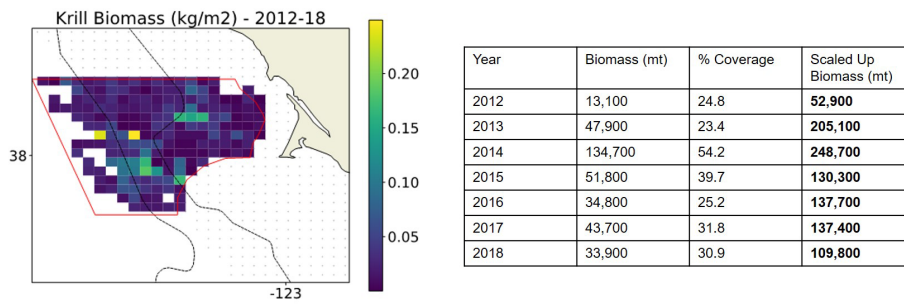 Krill Biomass (kg/m2) - 2012-18
0.20
0.15
0.10
0.05
38
-123
Year Biomass (mt) % Coverage Scaled Up
Biomass (mt)
2012 13,100 24.8 52,900
2013 47,900 23.4 205,100
2014 134,700 54.2 248,700
2015 51,800 39.7 130,300
2016 34,800 25.2 137,700
2017 43,700 31.8 137,400
2018 33,900 30.9 109,800